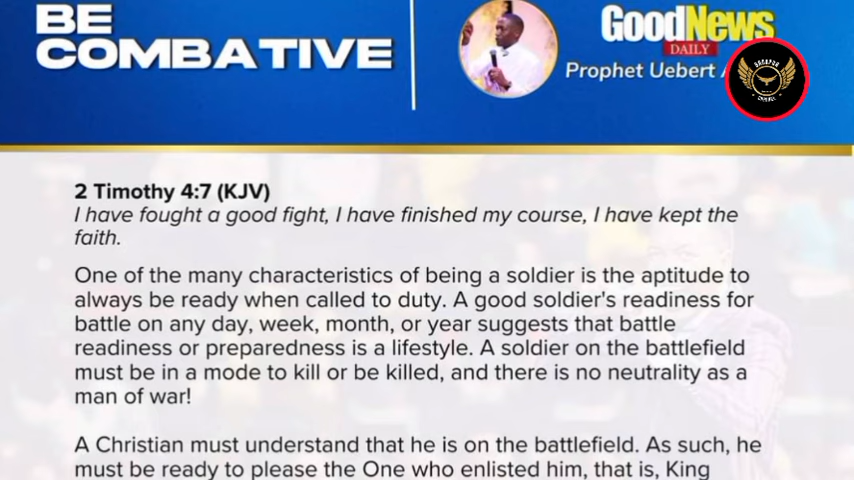 BE
COMBATIVE
GoodNews
DAILY
Prophet Uebert
2 Timothy 4:7 (KJV)
I have fought a good fight, I have finished my course, I have kept the
faith.
One of the many characteristics of being a soldier is the aptitude to
always be ready when called to duty. A good soldier's readiness for
battle on any day, week, month, or year suggests that battle
readiness or preparedness is a lifestyle. A soldier on the battlefield
must be in a mode to kill or be killed, and there is no neutrality as a
man of war!
A Christian must understand that he is on the battlefield. As such, he
must be ready to please the One who enlisted him, that is, King